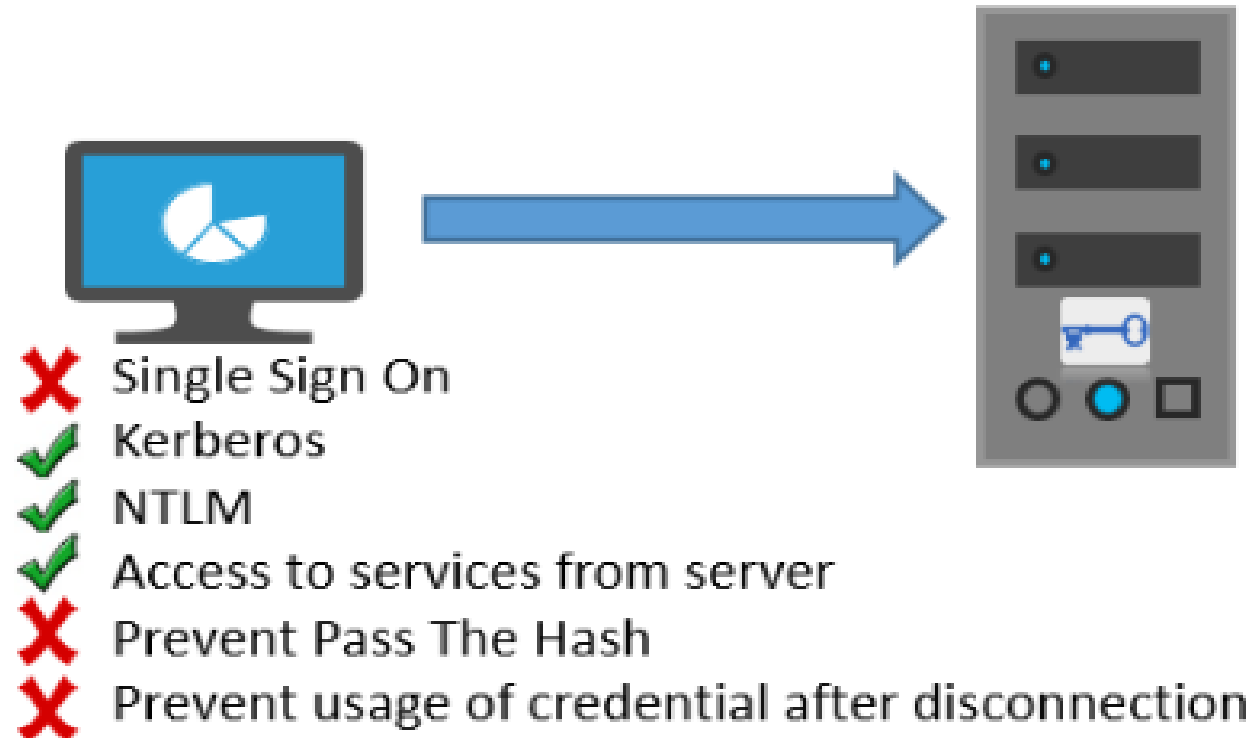 Single Sign On
Kerberos
NTLM
Access to services from server
Prevent Pass The Hash
Prevent usage of credential after disconnection